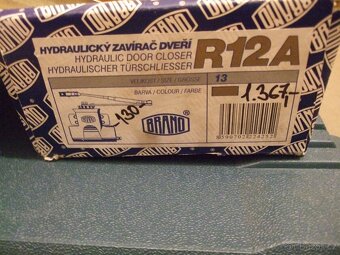 HYDRAULICKÝ ZAVÍRAČ DVEŘÍ
HYDRAULIC DOOR CLOSER
HYDRAULISCHER TÜRSCHLIESSER
R12A
VELIKOST / SIZE / GRÖSSE
13
BARVA / COLOUR / FARBE
1.367,-
130-
BRANO